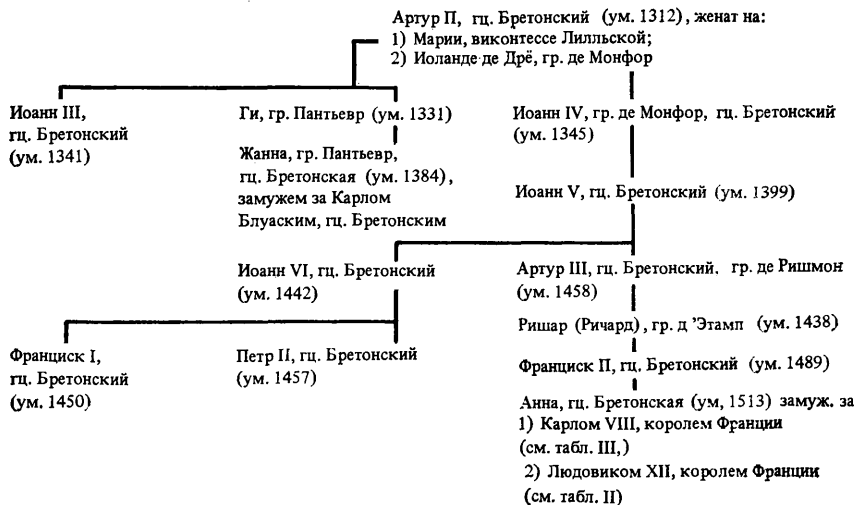 Артур П, гц. Бретонский (ум. 1312), женат на:
1) Марии, виконтессе Лилльской;
2) Иоланде де Дрё, гр. де Монфор
Иоанн III,
гц. Бретонский
(ум. 1341)
Ги, гр. Пантьевр (ум. 1331)
Жанна, гр. Пантьевр,
гц. Бретонская (ум. 1384),
замужем за Карлом
Блуаским, гц. Бретонским
Иоанн IV, гр. де Монфор, гц. Бретонский
(ум. 1345)
Иоанн V, гц. Бретонский (ум. 1399)
Иоанн VI, гц. Бретонский
(ум. 1442)
Артур III, гц. Бретонский. гр. де Ришмон
(ум. 1458)
Ришар (Ричард), гр. д 'Этамп (ум. 1438)
Франциск I,
гц. Бретонский
(ум. 1450)
Петр II, гц. Бретонский
(ум. 1457)
Франциск П, гц. Бретонский (ум. 1489)
Анна, гц. Бретонская (ум, 1513) замуж. за
1) Карлом VIII, королем Франции
(см. табл. III,)
2) Людовиком XII, королем Франции
(см. табл. II)